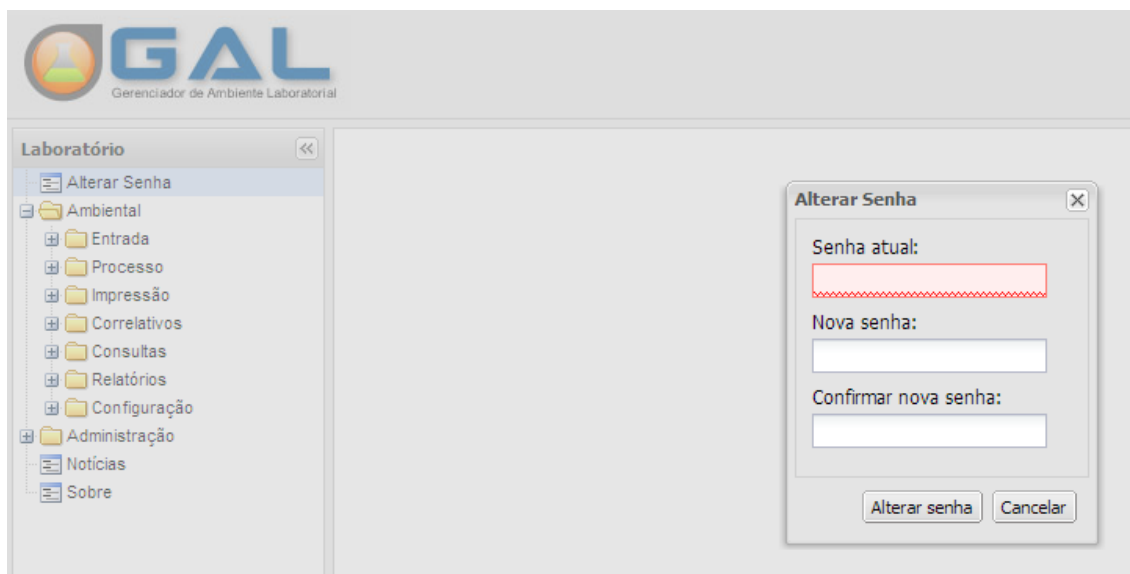 GAL
Gerenciador de Ambiente Laboratorial
Laboratório
Alterar Senha
Ambiental
Entrada
Processo
Impressão
Correlativos
Consultas
Relatórios
Configuração
Administração
Notícias
Sobre
Alterar Senha
Senha atual:
Nova senha:
Confirmar nova senha:
Alterar senha Cancelar